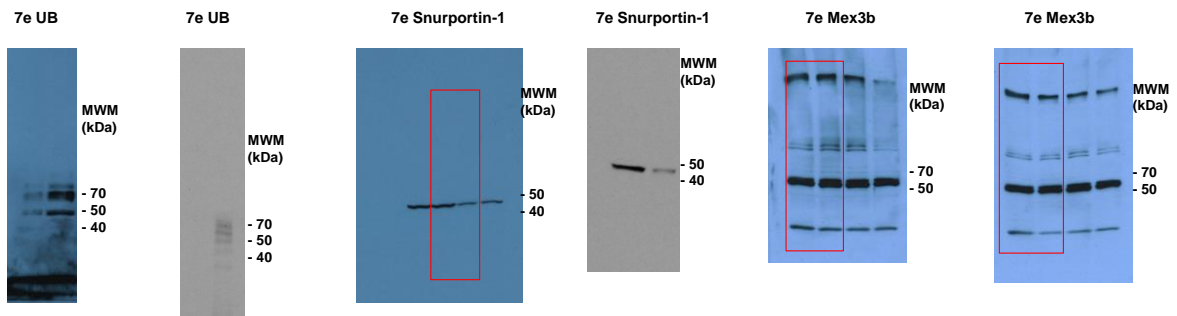 7e UB
7e UB
7e Snurportin-1
7e Snurportin-1
7e Mex3b
7e Mex3b
MWM
(kDa)
- 70
- 50
- 40
MWM
(kDa)
- 70
- 50
- 40
MWM
(kDa)
- 50
- 40
MWM
(kDa)
- 50
- 40
MWM
(kDa)
- 70
- 50
MWM
(kDa)
- 70
- 50